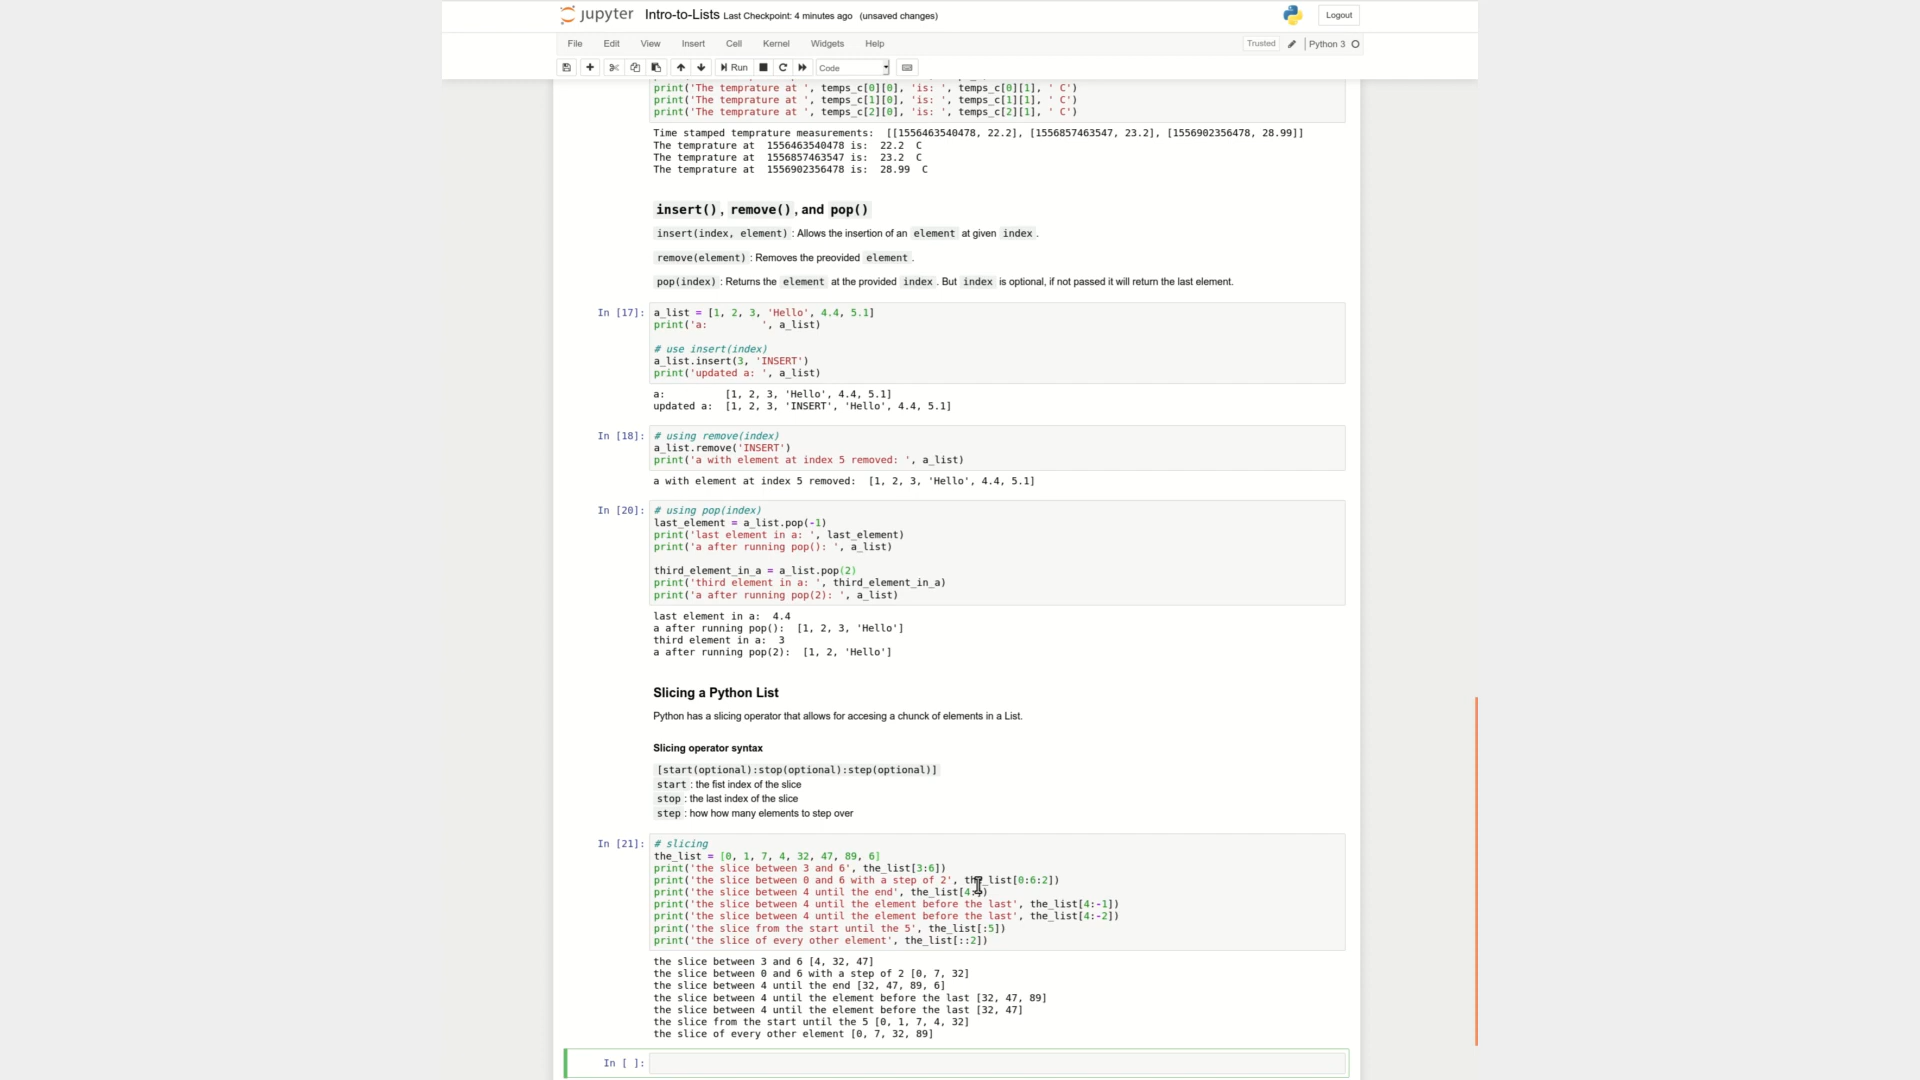 jupyter Intro-to-Lists Last Checkpoint: 4 minutes ago (unsaved changes)
Logout
File Edit View Insert Cell Kernel Widgets Help
Trusted Python 3
Run Code
print('The temprature at ', temps_c[0][0], 'is: ', temps_c[0][1], ' C')
print('The temprature at ', temps_c[1][0], 'is: ', temps_c[1][1], ' C')
print('The temprature at ', temps_c[2][0], 'is: ', temps_c[2][1], ' C')
Time stamped temprature measurements:  [[1556463540478, 22.2], [1556857463547, 23.2], [1556902356478, 28.99]]
The temprature at  1556463540478 is:  22.2  C
The temprature at  1556857463547 is:  23.2  C
The temprature at  1556902356478 is:  28.99  C
insert(), remove(), and pop()
insert(index, element) : Allows the insertion of an element at given index .
remove(element) : Removes the preovided element .
pop(index) : Returns the element at the provided index . But index is optional, if not passed it will return the last element.
In [17]: a_list = [1, 2, 3, 'Hello', 4.4, 5.1]
print('a:         ', a_list)
# use insert(index)
a_list.insert(3, 'INSERT')
print('updated a: ', a_list)
a:          [1, 2, 3, 'Hello', 4.4, 5.1]
updated a:  [1, 2, 3, 'INSERT', 'Hello', 4.4, 5.1]
In [18]: # using remove(index)
a_list.remove('INSERT')
print('a with element at index 5 removed: ', a_list)
a with element at index 5 removed:  [1, 2, 3, 'Hello', 4.4, 5.1]
In [20]: # using pop(index)
last_element = a_list.pop(-1)
print('last element in a: ', last_element)
print('a after running pop(): ', a_list)
third_element_in_a = a_list.pop(2)
print('third element in a: ', third_element_in_a)
print('a after running pop(2): ', a_list)
last element in a:  4.4
a after running pop():  [1, 2, 3, 'Hello']
third element in a:  3
a after running pop(2):  [1, 2, 'Hello']
Slicing a Python List
Python has a slicing operator that allows for accesing a chunck of elements in a List.
Slicing operator syntax
[start(optional):stop(optional):step(optional)]
start : the fist index of the slice
stop : the last index of the slice
step : how how many elements to step over
In [21]: # slicing
the_list = [0, 1, 7, 4, 32, 47, 89, 6]
print('the slice between 3 and 6', the_list[3:6])
print('the slice between 0 and 6 with a step of 2', the_list[0:6:2])
print('the slice between 4 until the end', the_list[4:])
print('the slice between 4 until the element before the last', the_list[4:-1])
print('the slice between 4 until the element before the last', the_list[4:-2])
print('the slice from the start until the 5', the_list[:5])
print('the slice of every other element', the_list[::2])
the slice between 3 and 6 [4, 32, 47]
the slice between 0 and 6 with a step of 2 [0, 7, 32]
the slice between 4 until the end [32, 47, 89, 6]
the slice between 4 until the element before the last [32, 47, 89]
the slice between 4 until the element before the last [32, 47]
the slice from the start until the 5 [0, 1, 7, 4, 32]
the slice of every other element [0, 7, 32, 89]
In [ ]: